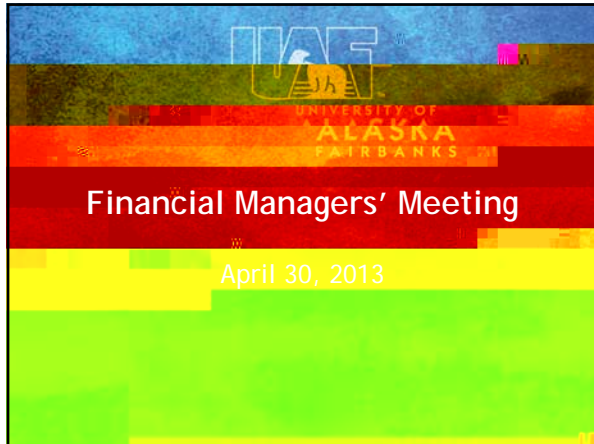 UAF
UNIVERSITY OF
ALASKA
FAIRBANKS
Financial Managers' Meeting
April 30, 2013